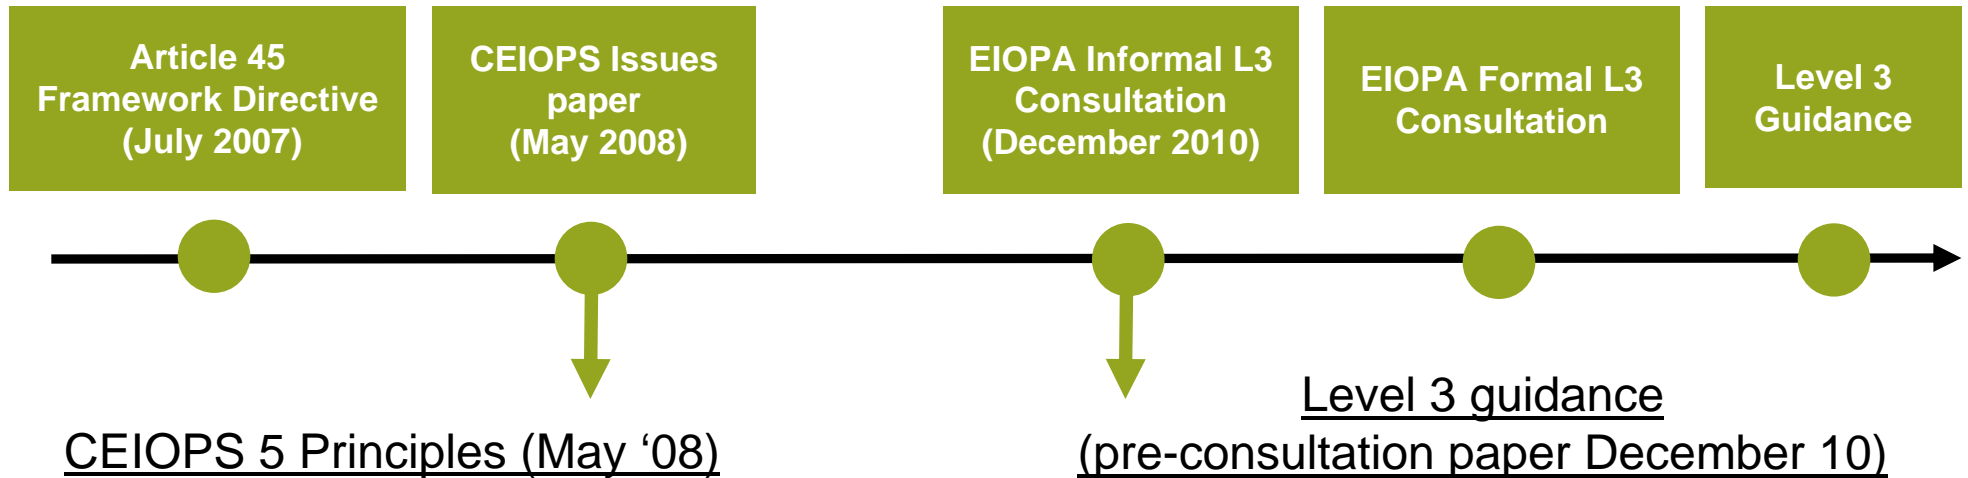 Article 45
Framework Directive
(July 2007)
CEIOPS Issues
paper
(May 2008)
EIOPA Informal L3
Consultation
(December 2010)
EIOPA Formal L3
Consultation
Level 3
Guidance
CEIOPS 5 Principles (May ‘08)
Level 3 guidance
(pre-consultation paper December 10)